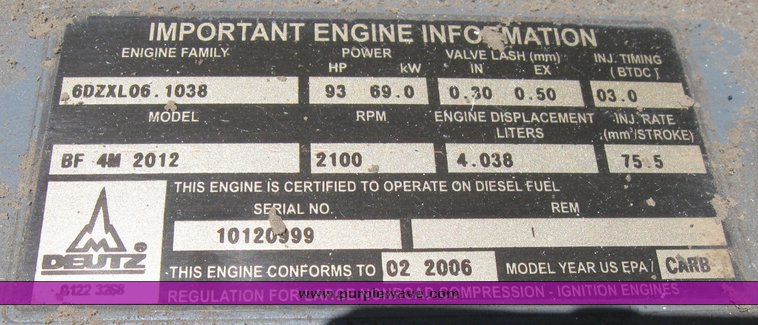 IMPORTANT ENGINE INFORMATION
ENGINE FAMILY POWER VALVE LASH (mm) INJ. TIMING
HP kW IN EX (BTDC)
6DZXL06.1038 93 69.0 0.30 0.50 03.0
MODEL RPM ENGINE DISPLACEMENT INJ. RATE
LITERS (mm³/STROKE)
BF 4M 2012 2100 4.038 75.5
THIS ENGINE IS CERTIFIED TO OPERATE ON DIESEL FUEL
SERIAL NO. REM
10120999
DEUTZ
THIS ENGINE CONFORMS TO 02 2006 MODEL YEAR US EPA/ CARB
REGULATION FOR COMPRESSION - IGNITION ENGINES
www.purplewave.com